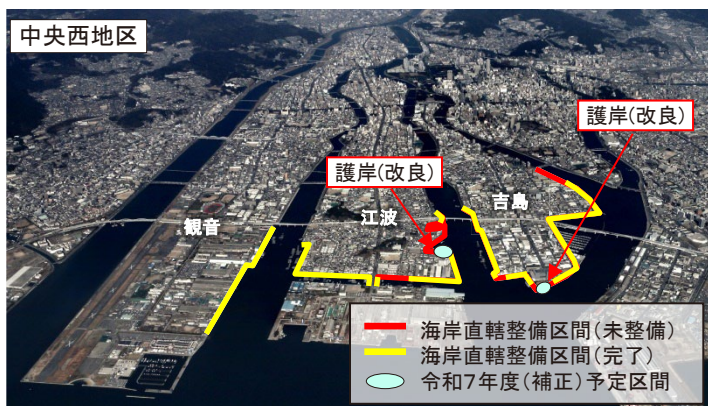 中央西地区
護岸(改良)
護岸(改良)
吉島
江波
観音
海岸直轄整備区間(未整備)
海岸直轄整備区間(完了)
令和7年度(補正)予定区間